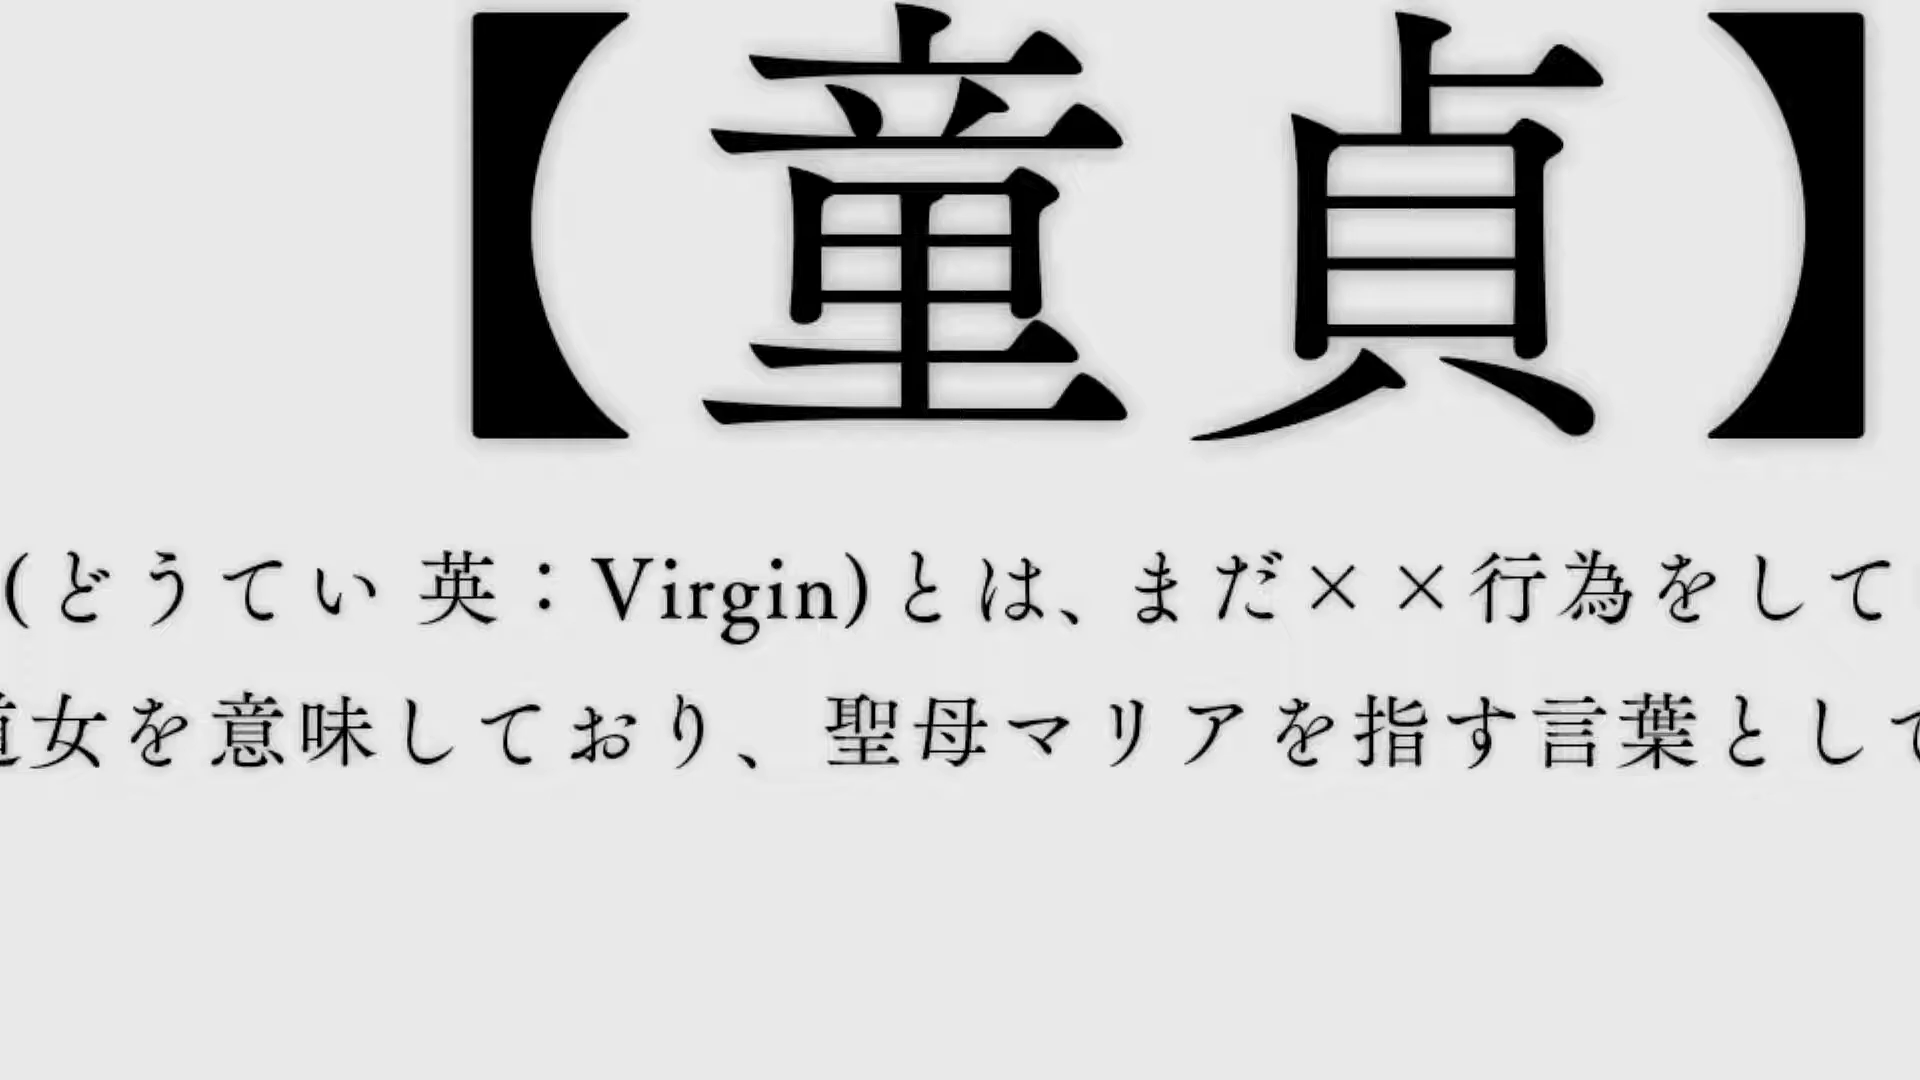 【童貞】
(どうてい 英：Virgin)とは、まだ××行為をして
女を意味しており、聖母マリアを指す言葉として